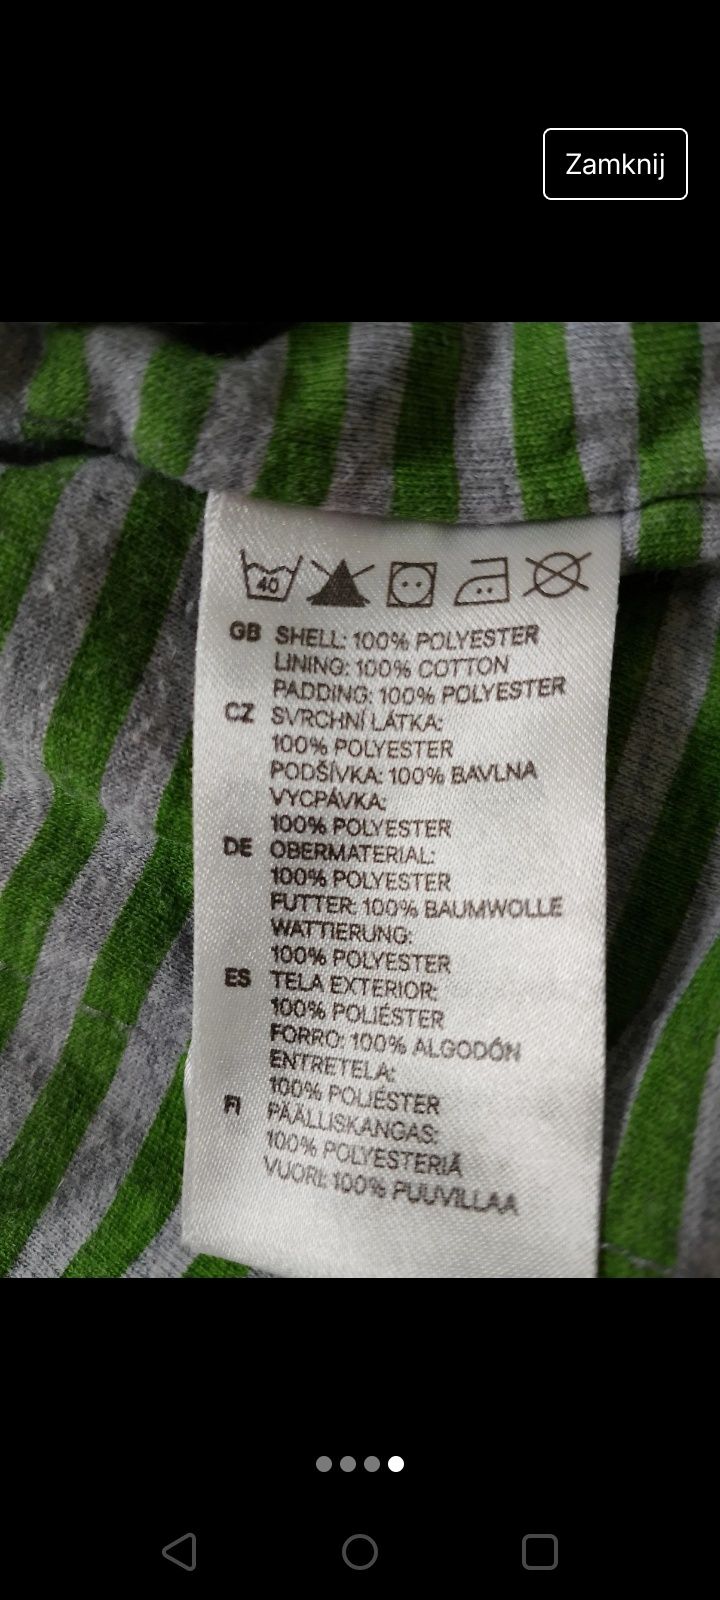 Zamknij
40
GB SHELL: 100% POLYESTER
LINING: 100% COTTON
PADDING: 100% POLYESTER
CZ SVRCHNÍ LÁTKA:
100% POLYESTER
PODŠÍVKA: 100% BAVLNA
VYCPÁVKA:
100% POLYESTER
DE OBERMATERIAL:
100% POLYESTER
FUTTER: 100% BAUMWOLLE
WATTIERUNG:
100% POLYESTER
ES TELA EXTERIOR:
100% POLIÉSTER
FORRO: 100% ALGODÓN
ENTRETELA:
100% POLIÉSTER
FI PÄÄLLISKANGAS:
100% POLYESTERIÄ
VUORI: 100% PUUVILLAA